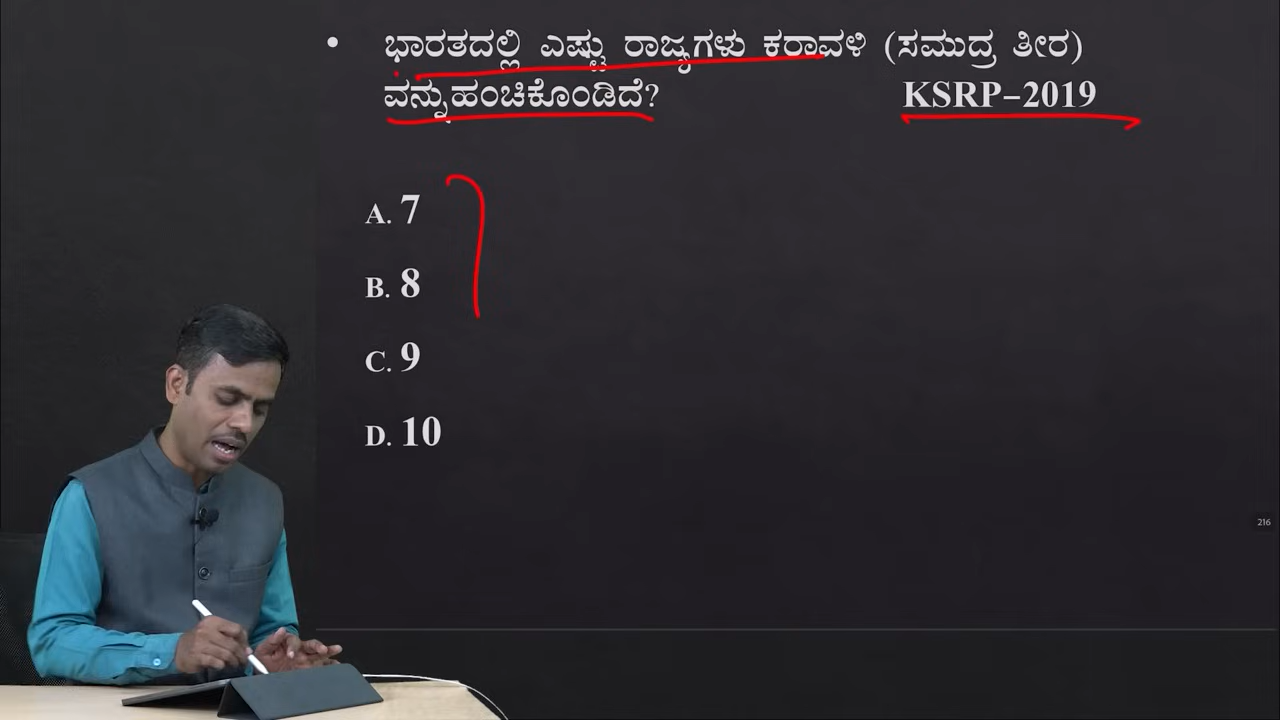 • ಭಾರತದಲ್ಲಿ ಎಷ್ಟು ರಾಜ್ಯಗಳು ಕರಾವಳಿ (ಸಮುದ್ರ ತೀರ)
ವನ್ನುಹಂಚಿಕೊಂಡಿದೆ? KSRP-2019
A. 7
B. 8
C. 9
D. 10
216